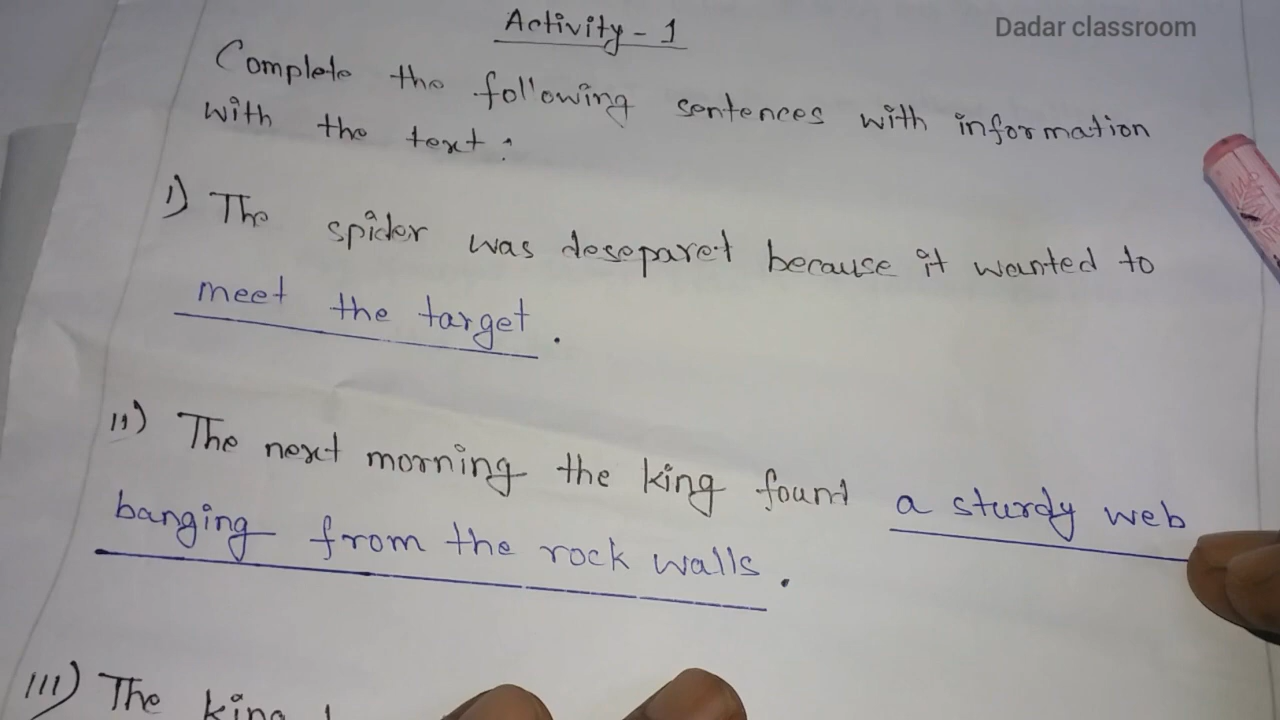 Dadar classroom
Activity - 1
Complete the following sentences with information
with the text :
i) The spider was deseparet because it wanted to
meet the target .
ii) The next morning the king found a sturdy web
banging from the rock walls .
iii) The king